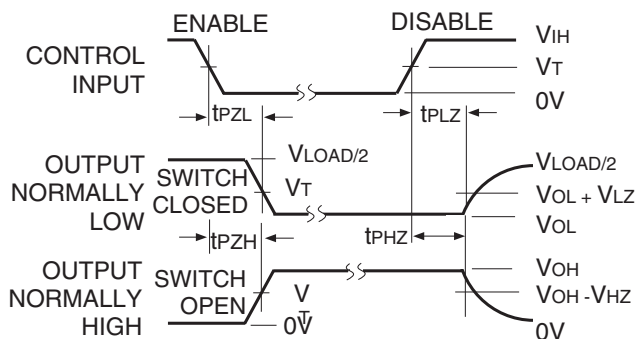 ENABLE DISABLE
CONTROL
INPUT
VIH
VT
0V
tPZL tPLZ
OUTPUT
NORMALLY
LOW
SWITCH
CLOSED
VLOAD/2
VT
VLOAD/2
VOL + VLZ
VOL
tPZH tPHZ
OUTPUT
NORMALLY
HIGH
SWITCH
OPEN
V
T
0V
VOH
VOH -VHZ
0V